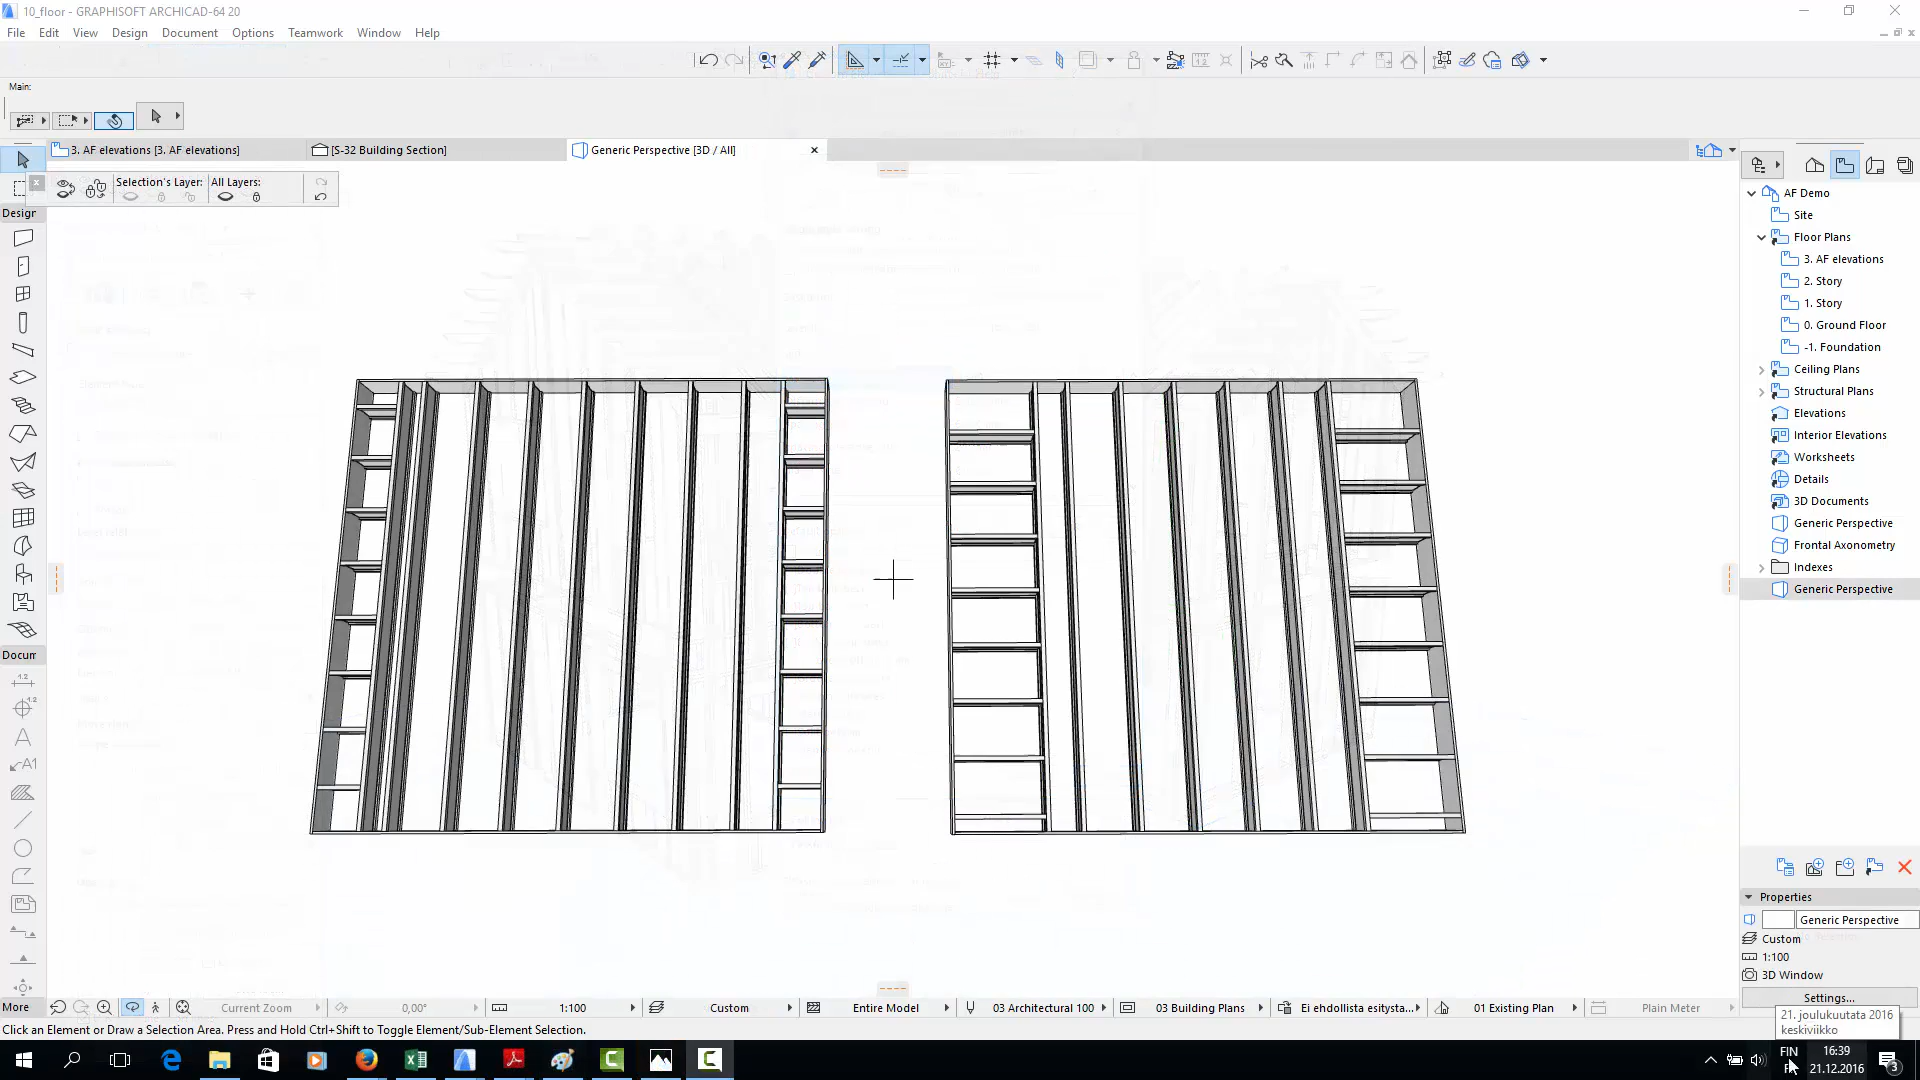 10_floor - GRAPHISOFT ARCHICAD-64 20
File Edit View Design Document Options Teamwork Window Help
Main:
3. AF elevations [3. AF elevations]
[S-32 Building Section]
Generic Perspective [3D / All]
Selection's Layer: All Layers:
Design
AF Demo
Site
Floor Plans
3. AF elevations
2. Story
1. Story
0. Ground Floor
-1. Foundation
Ceiling Plans
Structural Plans
Elevations
Interior Elevations
Worksheets
Details
3D Documents
Generic Perspective
Frontal Axonometry
Indexes
Generic Perspective
Docum
1.2
1.2
A
A1
More
Properties
Generic Perspective
Custom
1:100
3D Window
Settings...
Current Zoom
0,00°
1:100
Custom
Entire Model
03 Architectural 100
03 Building Plans
Ei ehdollista esitysta...
01 Existing Plan
Plain Meter
Click an Element or Draw a Selection Area. Press and Hold Ctrl+Shift to Toggle Element/Sub-Element Selection.
21. joulukuutata 2016
keskiviikko
FIN
16:39
21.12.2016
3